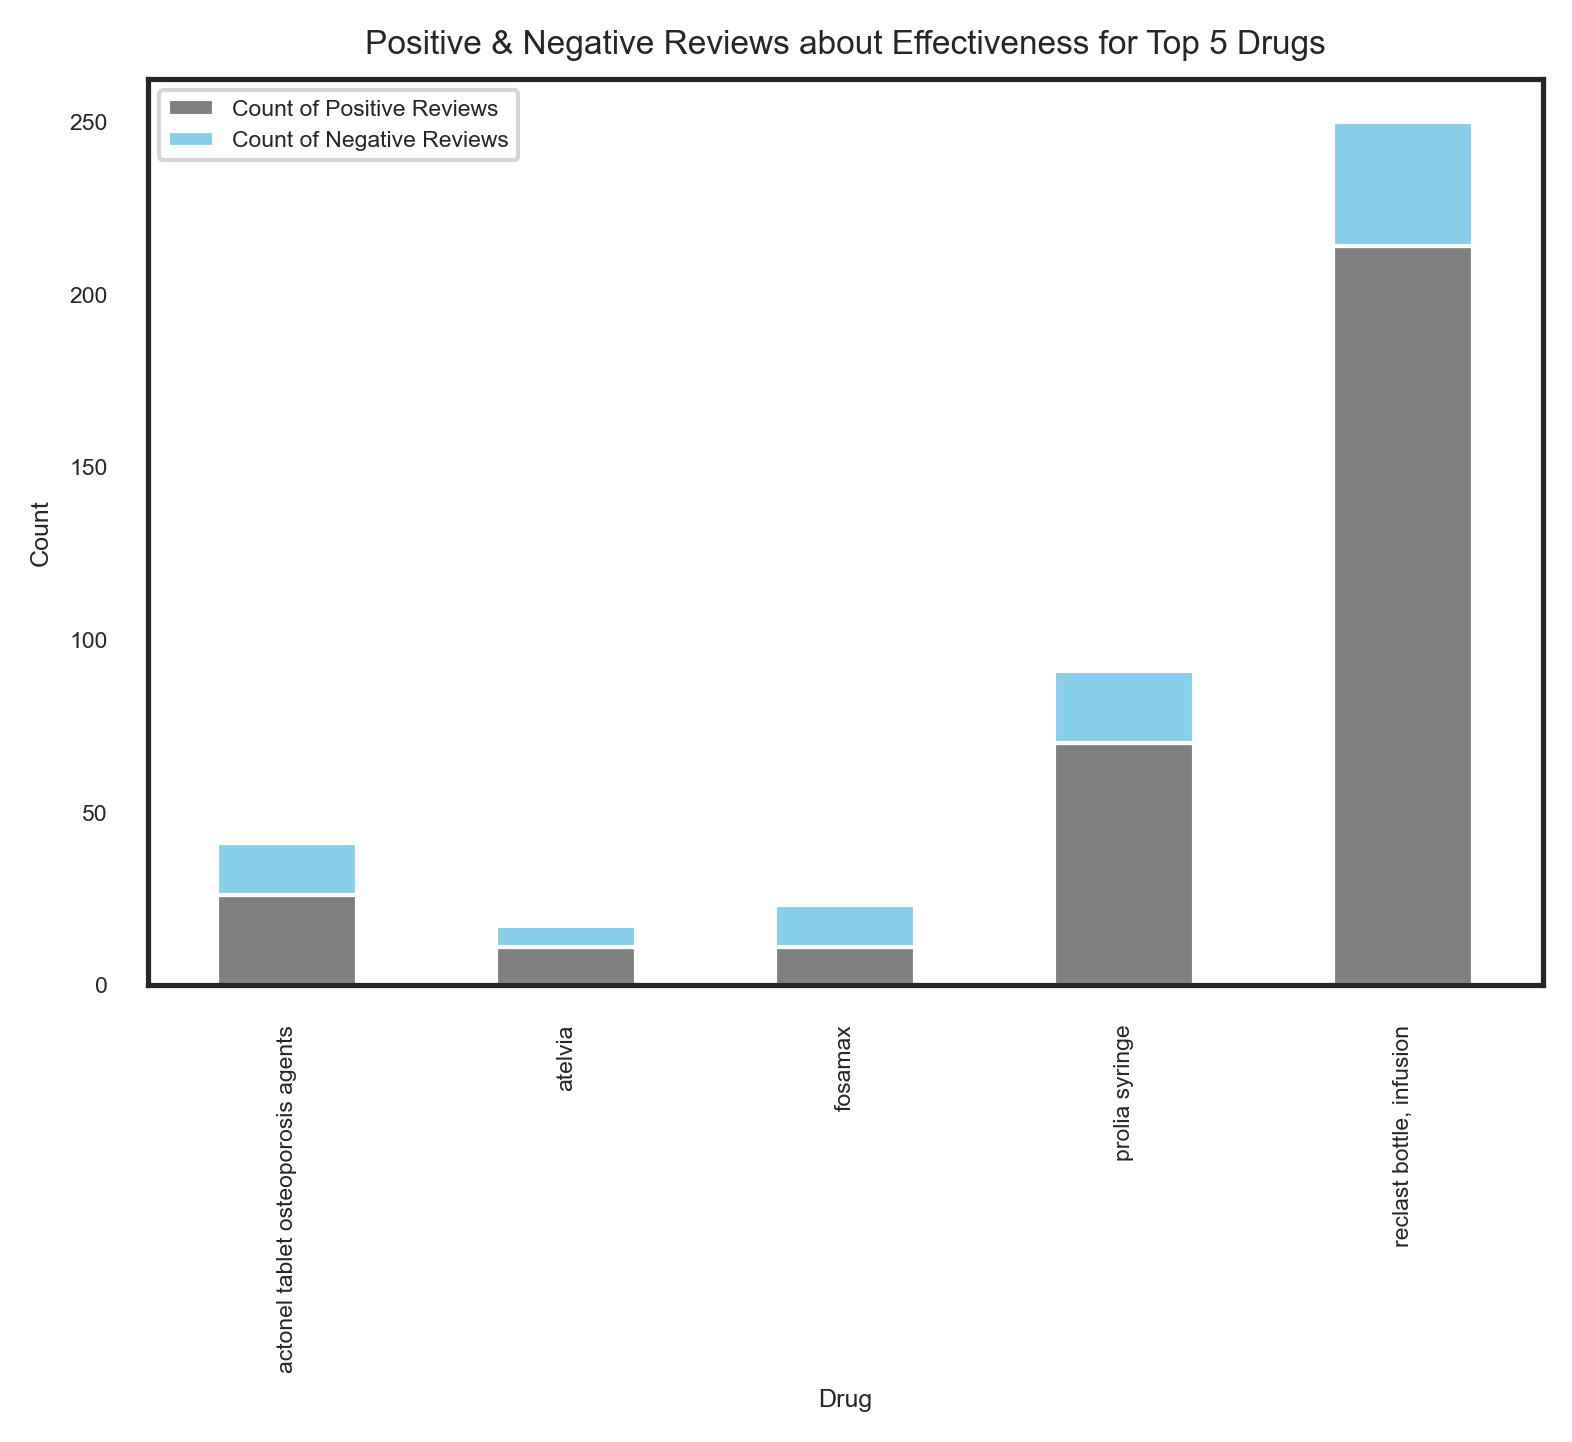 Positive & Negative Reviews about Effectiveness for Top 5 Drugs
Count of Positive Reviews
Count of Negative Reviews
250
200
150
100
50
0
Count
actonel tablet osteoporosis agents
atelvia
fosamax
prolia syringe
reclast bottle, infusion
Drug